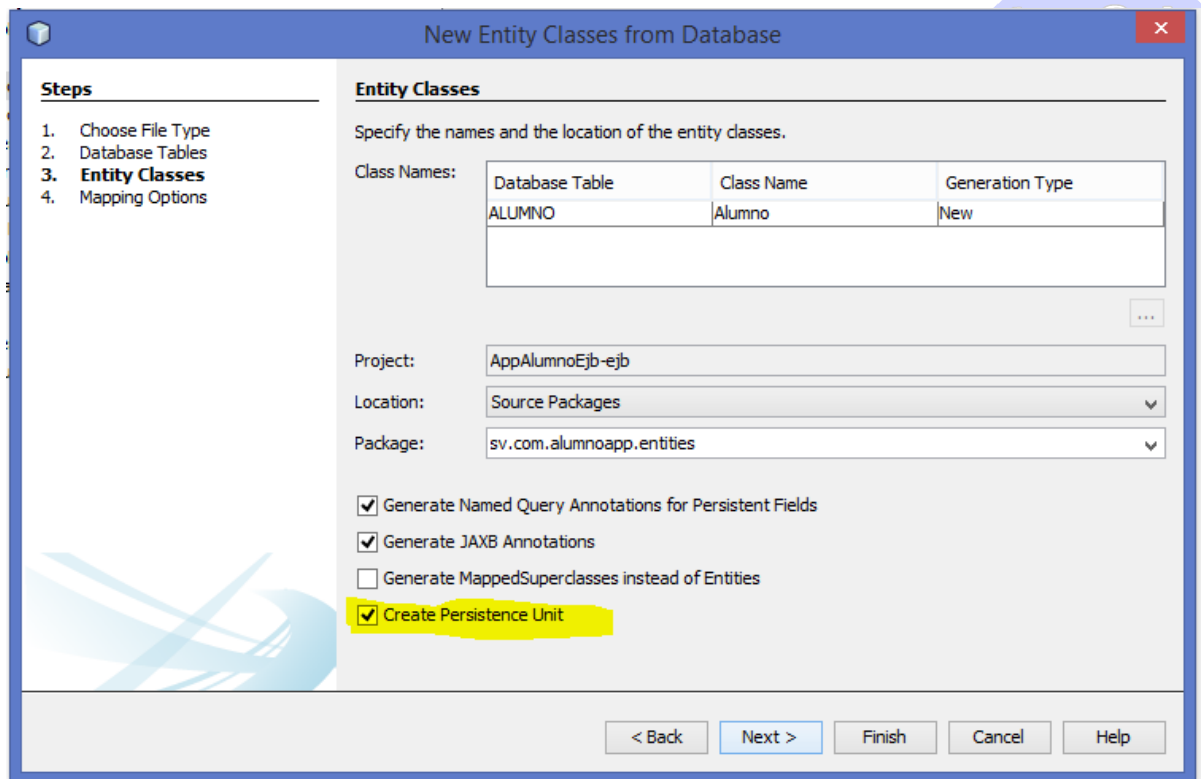 New Entity Classes from Database
Steps
1. Choose File Type
2. Database Tables
3. Entity Classes
4. Mapping Options
Entity Classes
Specify the names and the location of the entity classes.
Class Names:
Database Table Class Name Generation Type
ALUMNO Alumno New
...
Project: AppAlumnoEjb-ejb
Location: Source Packages
Package: sv.com.alumnoapp.entities
Generate Named Query Annotations for Persistent Fields
Generate JAXB Annotations
Generate MappedSuperclasses instead of Entities
Create Persistence Unit
< Back Next > Finish Cancel Help